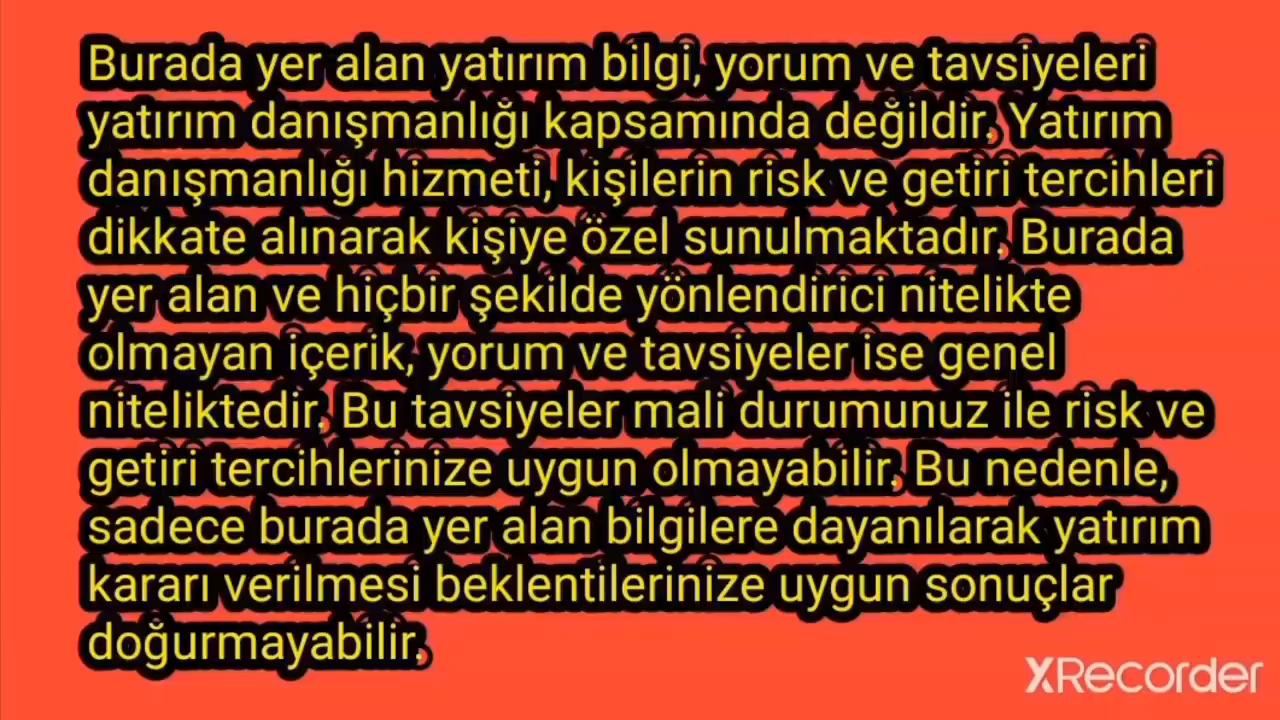 Burada yer alan yatırım bilgi, yorum ve tavsiyeleri
yatırım danışmanlığı kapsamında değildir. Yatırım
danışmanlığı hizmeti, kişilerin risk ve getiri tercihleri
dikkate alınarak kişiye özel sunulmaktadır. Burada
yer alan ve hiçbir şekilde yönlendirici nitelikte
olmayan içerik, yorum ve tavsiyeler ise genel
niteliktedir. Bu tavsiyeler mali durumunuz ile risk ve
getiri tercihlerinize uygun olmayabilir. Bu nedenle,
sadece burada yer alan bilgilere dayanılarak yatırım
kararı verilmesi beklentilerinize uygun sonuçlar
doğurmayabilir.
XRecorder